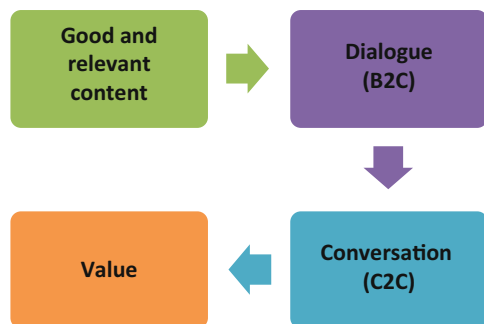 Good and
relevant
content
Dialogue
(B2C)
Conversation
(C2C)
Value